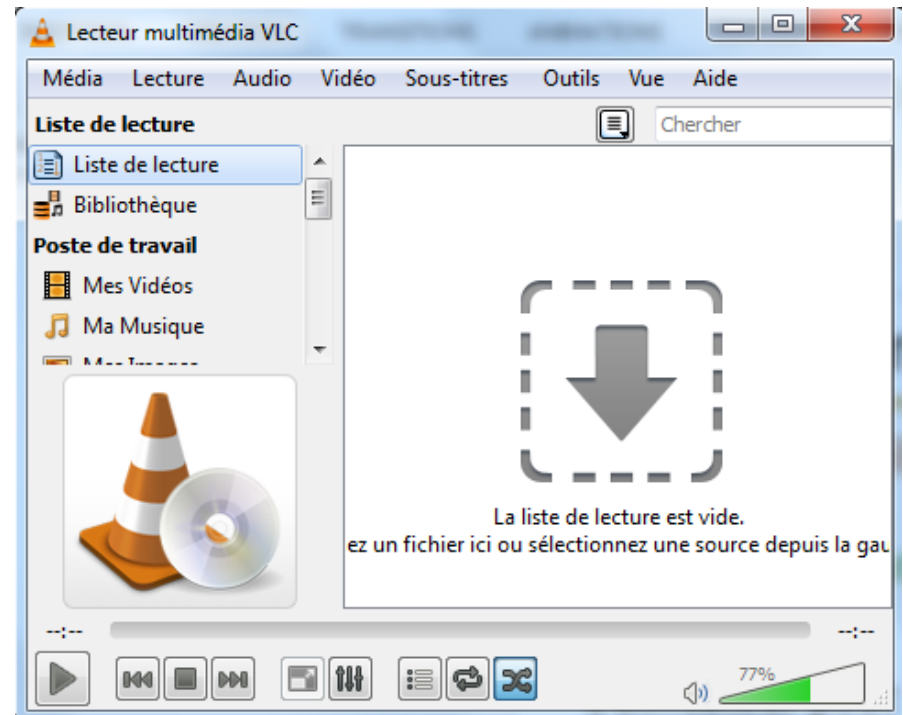 Lecteur multimédia VLC
Média Lecture Audio Vidéo Sous-titres Outils Vue Aide
Liste de lecture
Chercher
Liste de lecture
Bibliothèque
Poste de travail
Mes Vidéos
Ma Musique
Mes Images
La liste de lecture est vide.
ez un fichier ici ou sélectionnez une source depuis la gau
--:-- --:--
77%